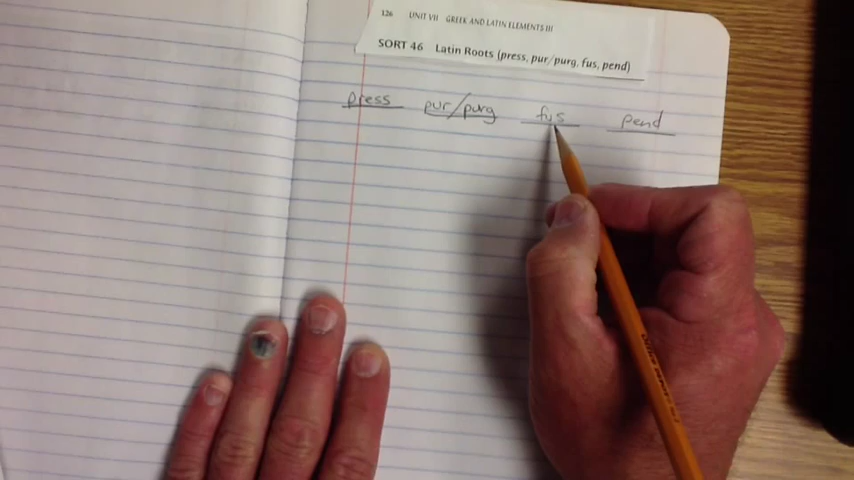 126 UNIT VII GREEK AND LATIN ELEMENTS III
SORT 46 Latin Roots (press, pur/purg, fus, pend)
press pur/purg fus pend